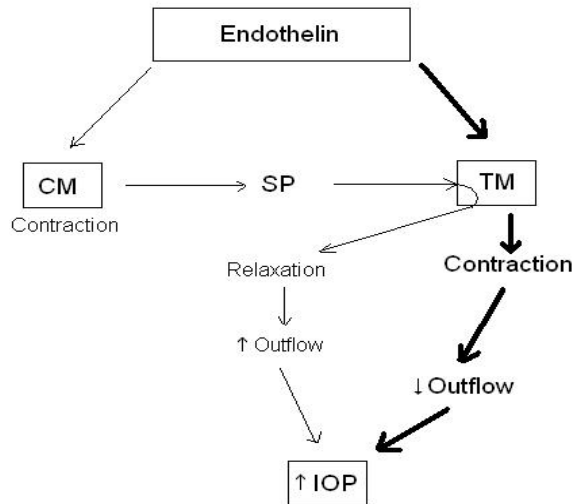 Endothelin
CM SP TM
Contraction
Relaxation Contraction
↑ Outflow
↓ Outflow
↑ IOP